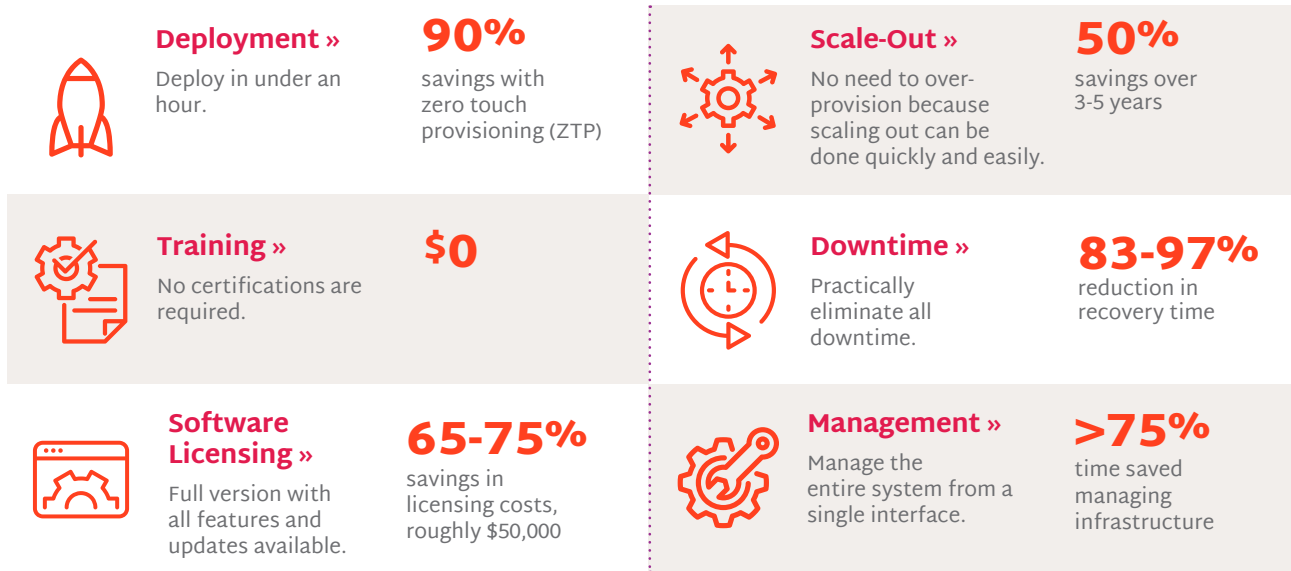 Deployment »
Deploy in under an
hour.
90%
savings with
zero touch
provisioning (ZTP)
Scale-Out »
No need to over-
provision because
scaling out can be
done quickly and easily.
50%
savings over
3-5 years
Training »
No certifications are
required.
$0
Downtime »
Practically
eliminate all
downtime.
83-97%
reduction in
recovery time
Software
Licensing »
Full version with
all features and
updates available.
65-75%
savings in
licensing costs,
roughly $50,000
Management »
Manage the
entire system from a
single interface.
>75%
time saved
managing
infrastructure